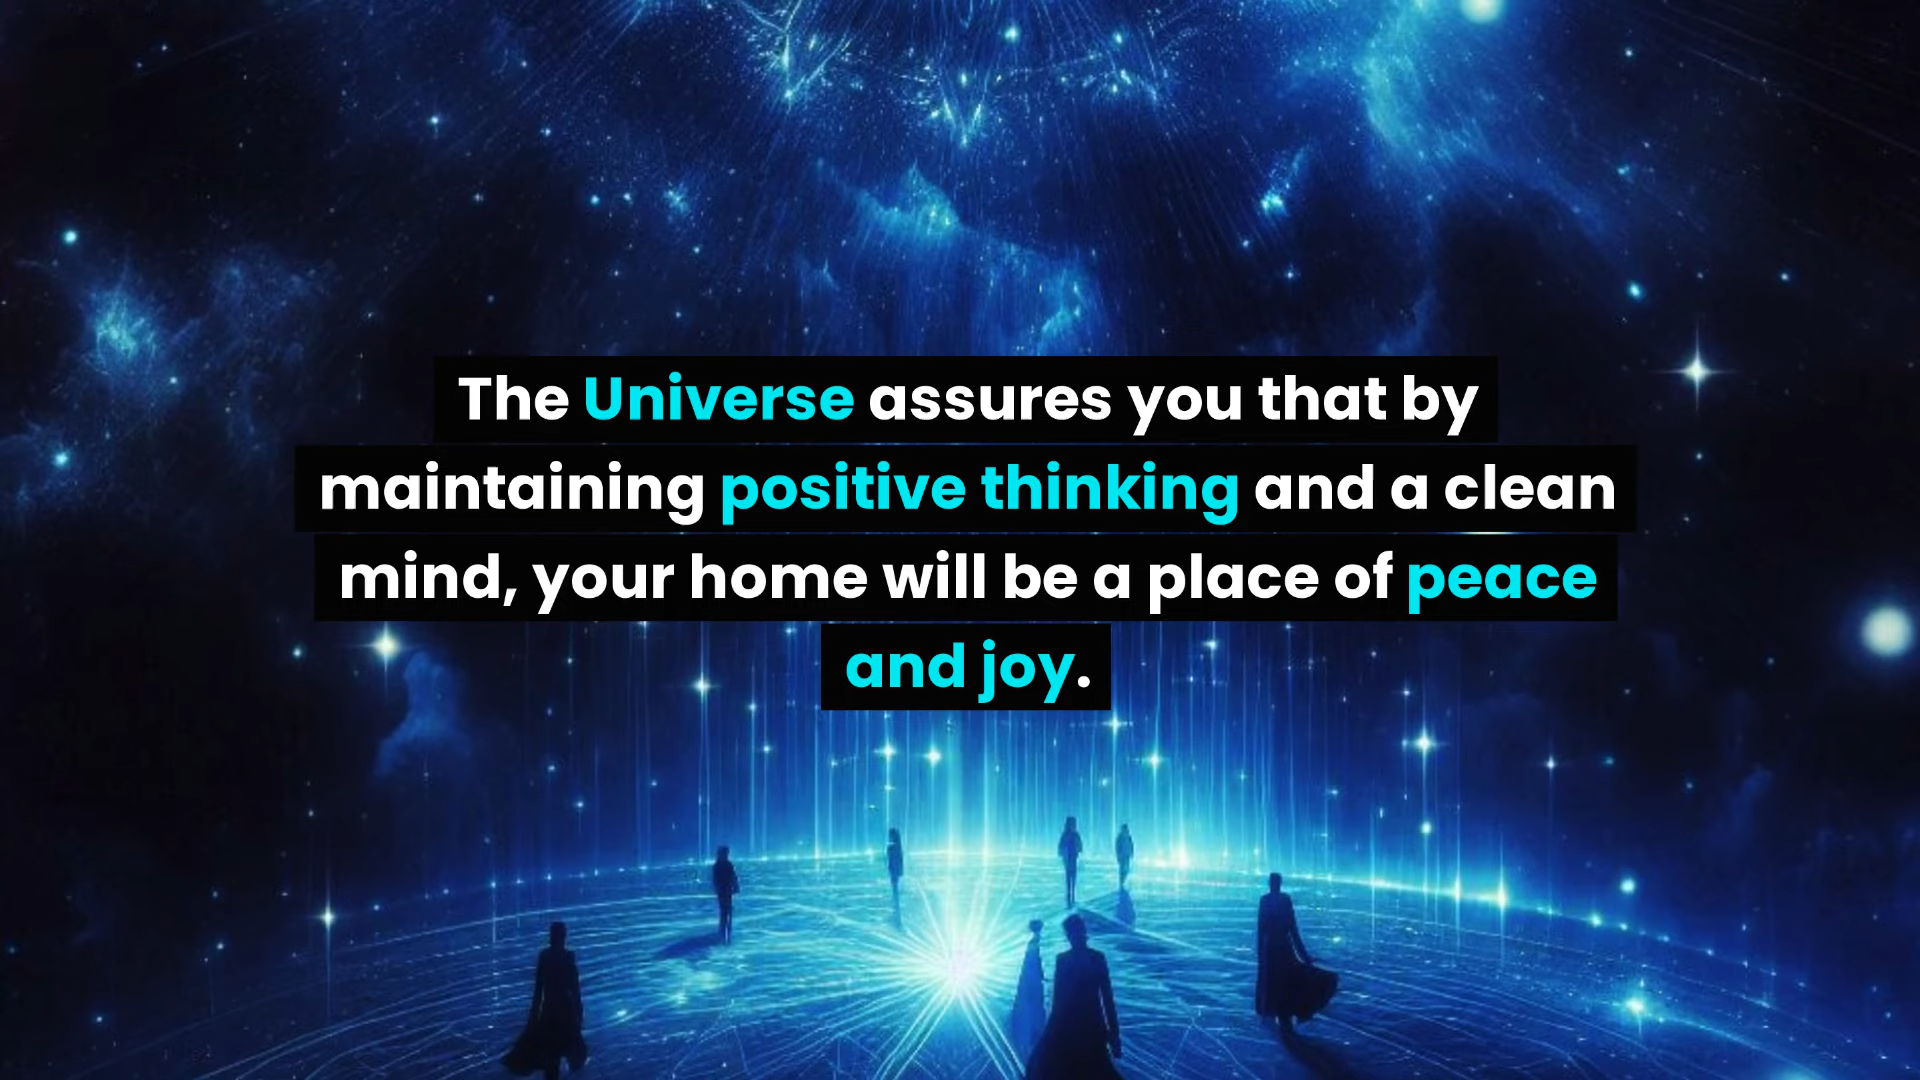 The Universe assures you that by
maintaining positive thinking and a clean
mind, your home will be a place of peace
and joy.